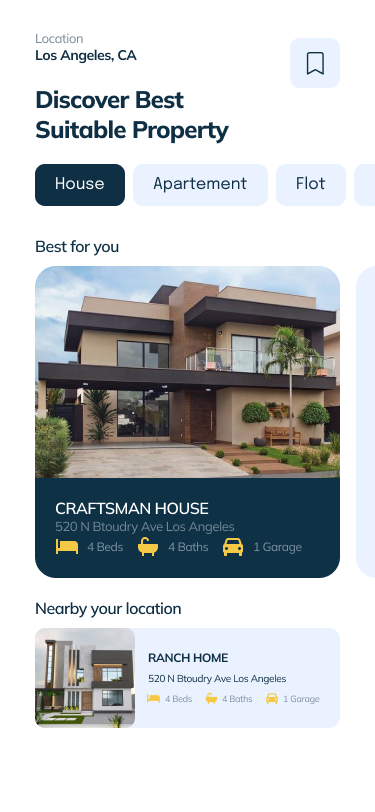 Location
Los Angeles, CA
Discover Best
Suitable Property
House Apartement Flot
Best for you
CRAFTSMAN HOUSE
520 N Btoudry Ave Los Angeles
4 Beds 4 Baths 1 Garage
Nearby your location
RANCH HOME
520 N Btoudry Ave Los Angeles
4 Beds 4 Baths 1 Garage